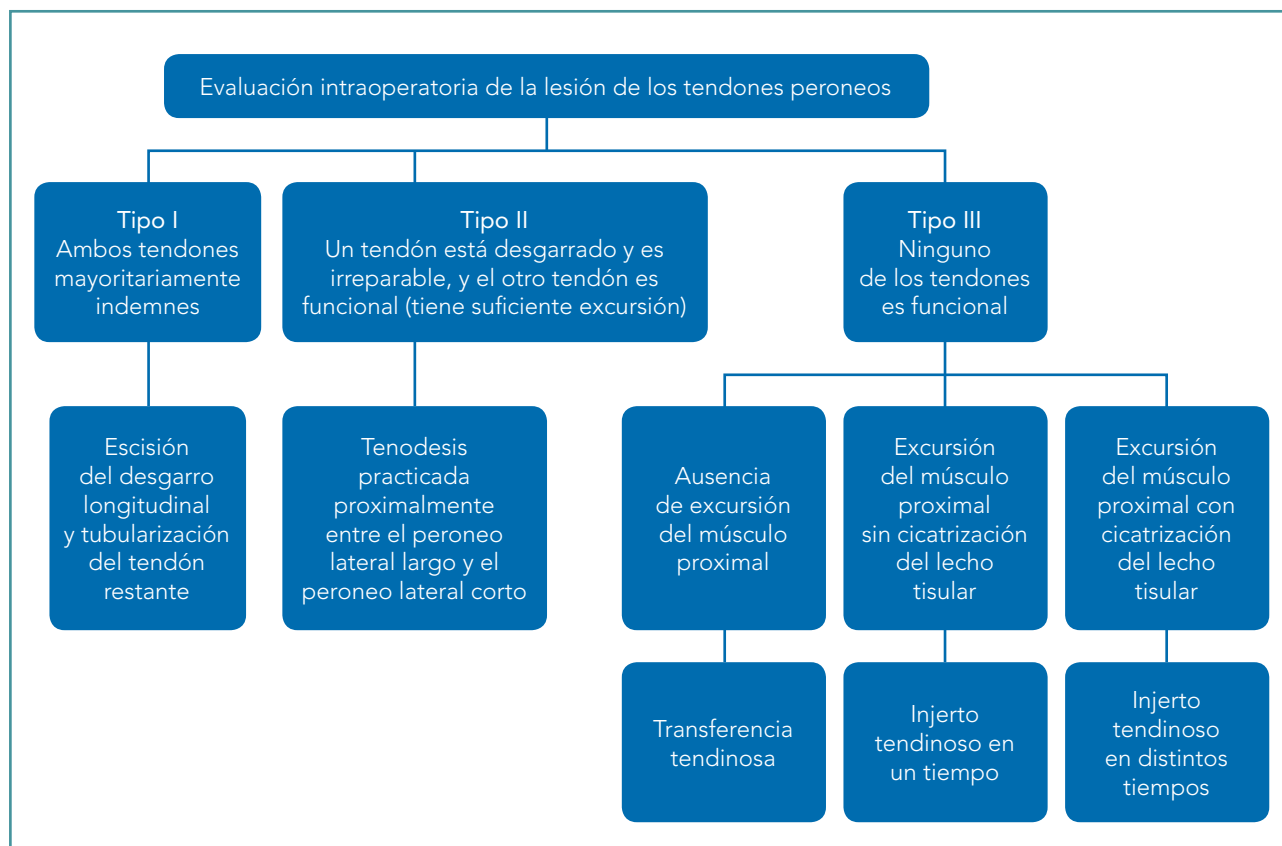 Evaluación intraoperatoria de la lesión de los tendones peroneos
Tipo I
Ambos tendones
mayoritariamente
indemnes
Tipo II
Un tendón está desgarrado y es
irreparable, y el otro tendón es
funcional (tiene suficiente excursión)
Tipo III
Ninguno
de los tendones
es funcional
Escisión
del desgarro
longitudinal
y tubularización
del tendón
restante
Tenodesis
practicada
proximalmente
entre el peroneo
lateral largo y el
peroneo lateral corto
Ausencia
de excursión
del músculo
proximal
Excursión
del músculo
proximal
sin cicatrización
del lecho
tisular
Excursión
del músculo
proximal con
cicatrización
del lecho
tisular
Transferencia
tendinosa
Injerto
tendinoso en
un tiempo
Injerto
tendinoso
en distintos
tiempos